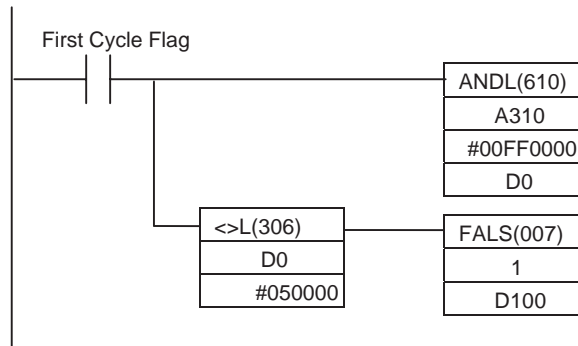 First Cycle Flag
ANDL(610)
A310
#00FF0000
D0
<>L(306)
D0
#050000
FALS(007)
1
D100